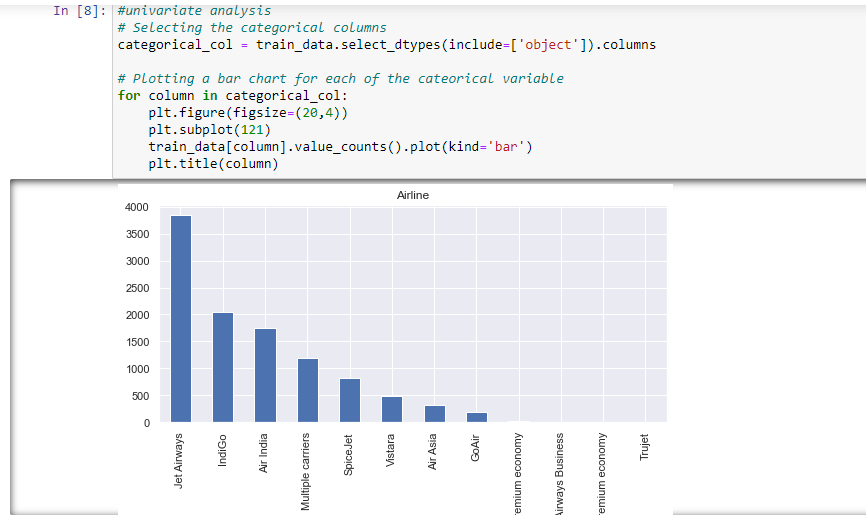 In [8]: #univariate analysis
# Selecting the categorical columns
categorical_col = train_data.select_dtypes(include=['object']).columns
# Plotting a bar chart for each of the cateorical variable
for column in categorical_col:
plt.figure(figsize=(20,4))
plt.subplot(121)
train_data[column].value_counts().plot(kind='bar')
plt.title(column)
Airline
4000
3500
3000
2500
2000
1500
1000
500
0
Jet Airways
IndiGo
Air India
Multiple carriers
SpiceJet
Vistara
Air Asia
GoAir
economy
Business
economy
Trujet